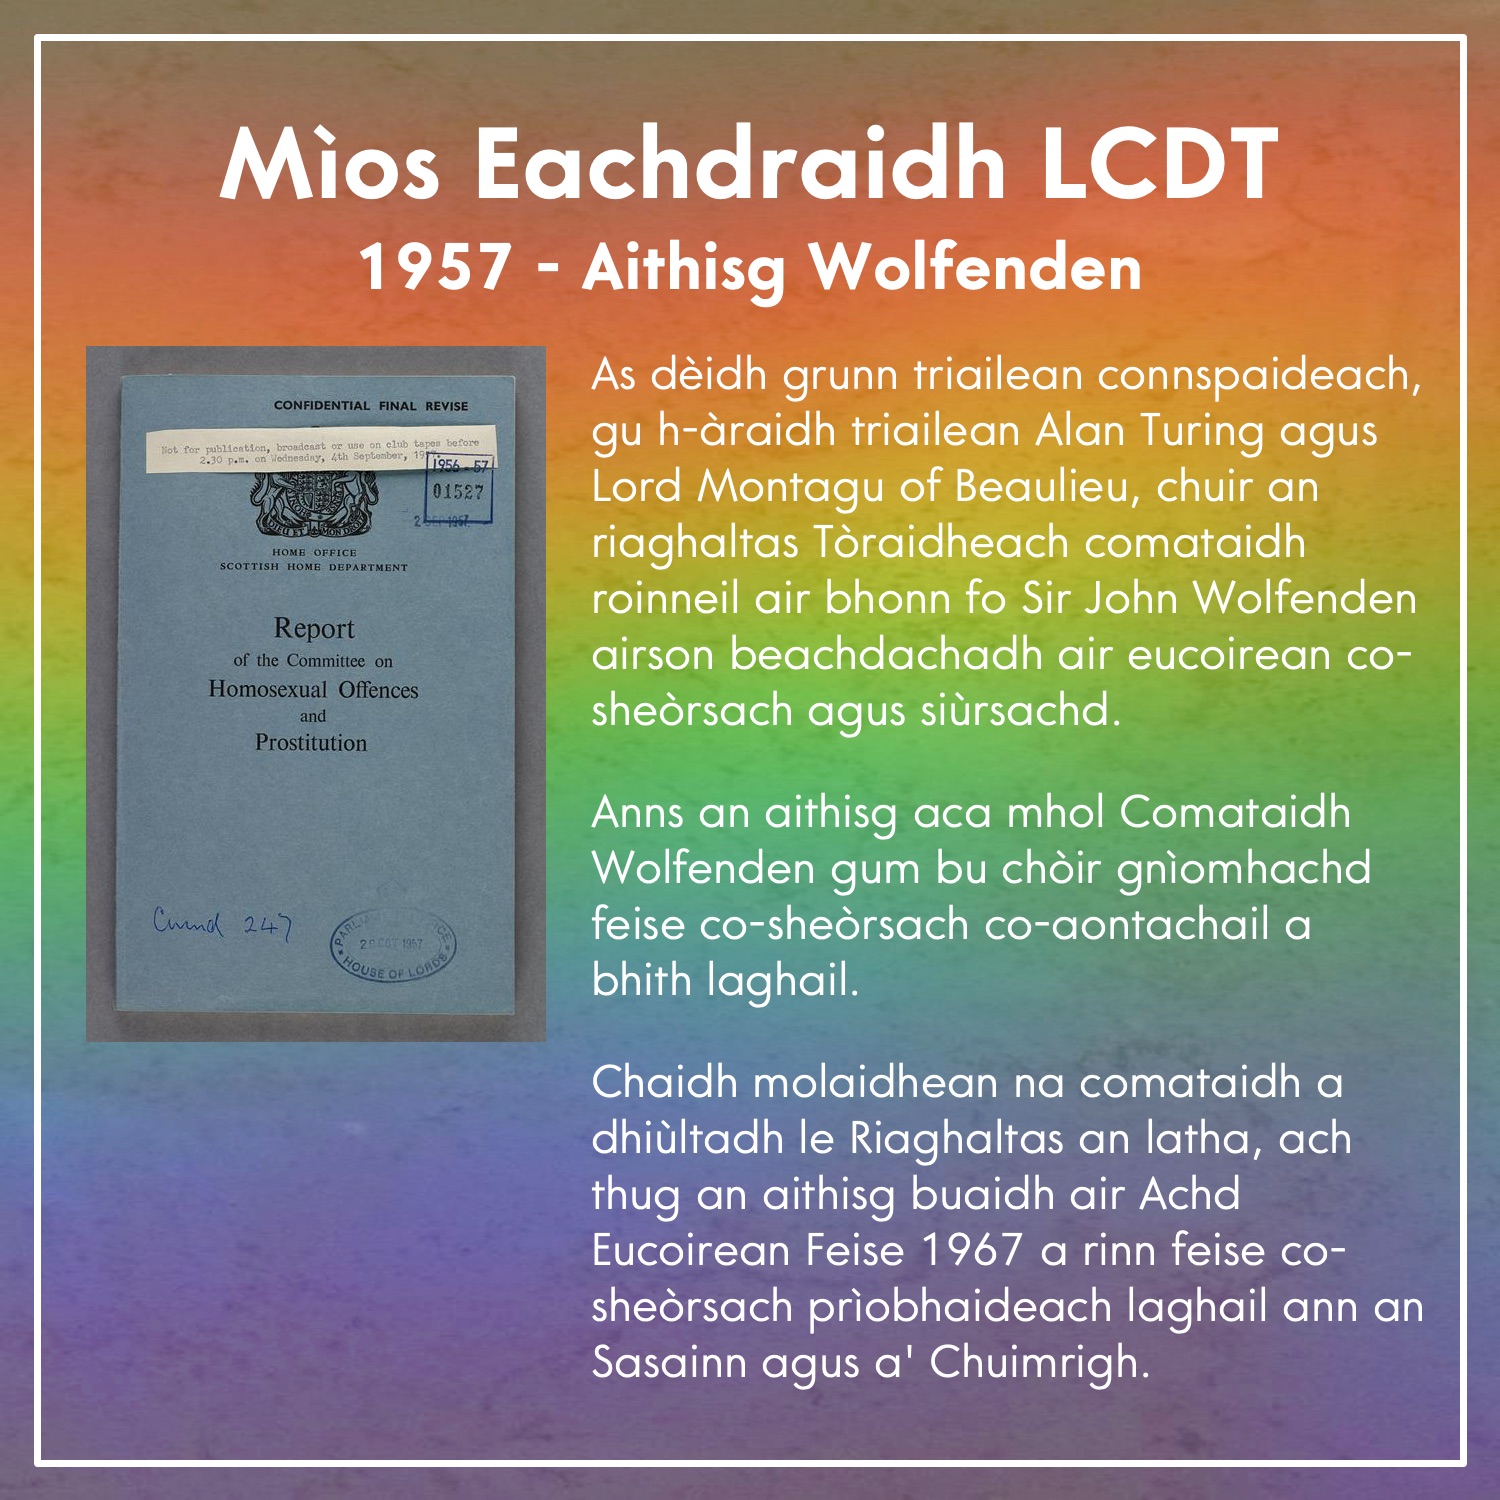 Mìos Eachdraidh LCDT
1957 - Aithisg Wolfenden
CONFIDENTIAL FINAL REVISE
Not for publication, broadcast or use on club tapes before
2.30 p.m. on Wednesday, 4th September, 19
1956-57
01527
2 SEP 1957
HOME OFFICE
SCOTTISH HOME DEPARTMENT
Report
of the Committee on
Homosexual Offences
and
Prostitution
Cmnd 247
1957
HOUSE OF LORDS
As dèidh grunn triailean connspaideach,
gu h-àraidh triailean Alan Turing agus
Lord Montagu of Beaulieu, chuir an
riaghaltas Tòraidheach comataidh
roinneil air bhonn fo Sir John Wolfenden
airson beachdachadh air eucoirean co-
sheòrsach agus siùrsachd.
Anns an aithisg aca mhol Comataidh
Wolfenden gum bu chòir gnìomhachd
feise co-sheòrsach co-aontachail a
bhith laghail.
Chaidh molaidhean na comataidh a
dhiùltadh le Riaghaltas an latha, ach
thug an aithisg buaidh air Achd
Eucoirean Feise 1967 a rinn feise co-
sheòrsach prìobhaideach laghail ann an
Sasainn agus a' Chuimrigh.